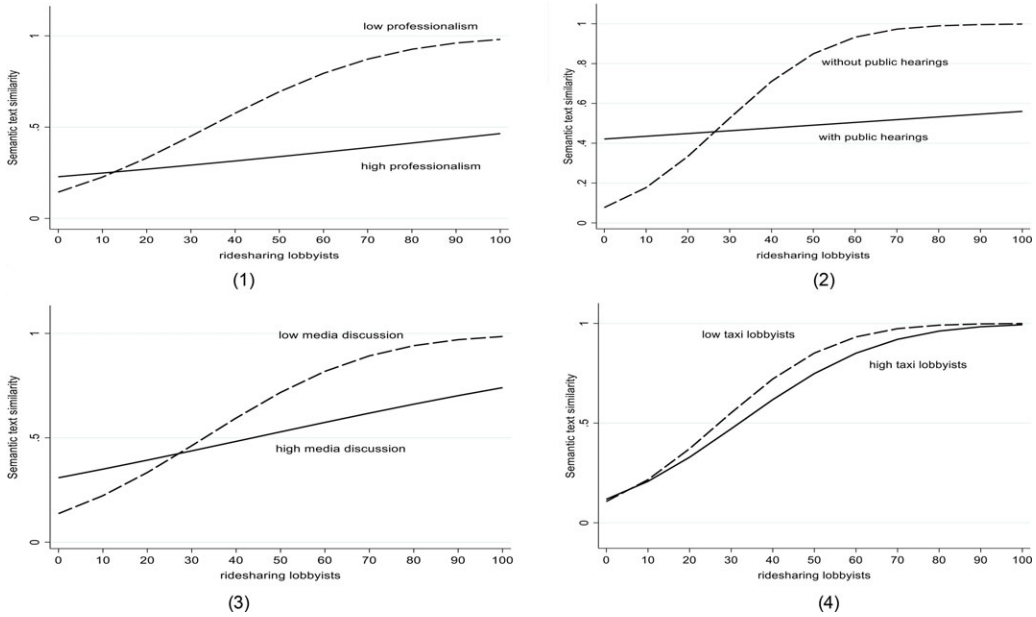 low professionalism
high professionalism
Semantic text similarity
0
.5
1
0 10 20 30 40 50 60 70 80 90 100
ridesharing lobbyists
(1)
without public hearings
with public hearings
Semantic text similarity
0
.2
.4
.6
.8
1
0 10 20 30 40 50 60 70 80 90 100
ridesharing lobbyists
(2)
low media discussion
high media discussion
Semantic text similarity
0
.5
1
0 10 20 30 40 50 60 70 80 90 100
ridesharing lobbyists
(3)
low taxi lobbyists
high taxi lobbyists
Semantic text similarity
0
.5
1
0 10 20 30 40 50 60 70 80 90 100
ridesharing lobbyists
(4)